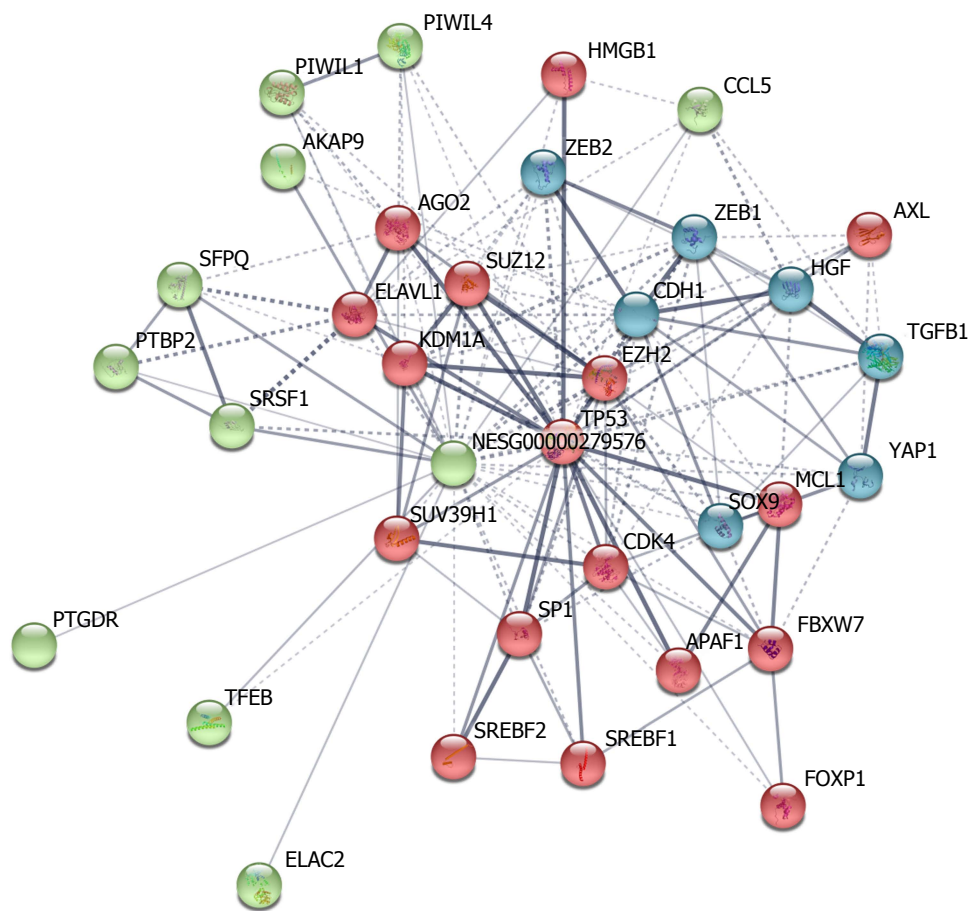 PIWIL4
HMGB1
PIWIL1
CCL5
AKAP9
ZEB2
AGO2
ZEB1
AXL
SFPQ
SUZ12
HGF
ELAVL1
CDH1
TGFB1
PTBP2
KDM1A
EZH2
SRSF1
TP53
NESG00000279576
YAP1
MCL1
SUV39H1
SOX9
CDK4
PTGDR
SP1
APAF1
FBXW7
TFEB
SREBF2
SREBF1
FOXP1
ELAC2